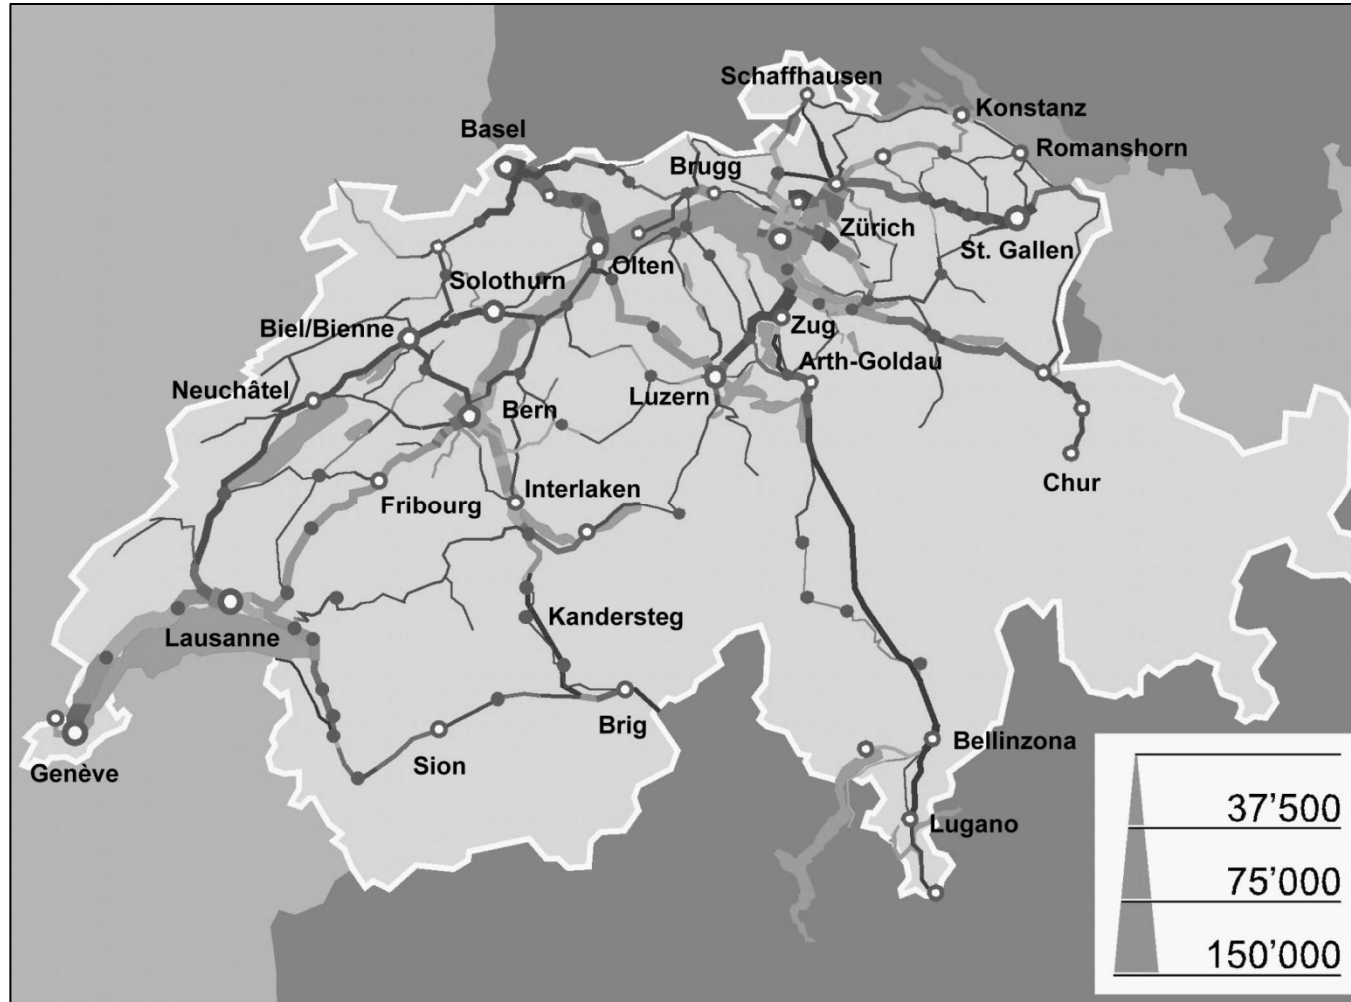 Schaffhausen
Konstanz
Basel
Romanshorn
Brugg
Zürich
St. Gallen
Olten
Solothurn
Biel/Bienne
Zug
Arth-Goldau
Neuchâtel
Luzern
Bern
Chur
Interlaken
Fribourg
Kandersteg
Lausanne
Brig
Bellinzona
Sion
Genève
Lugano
37’500
75’000
150’000